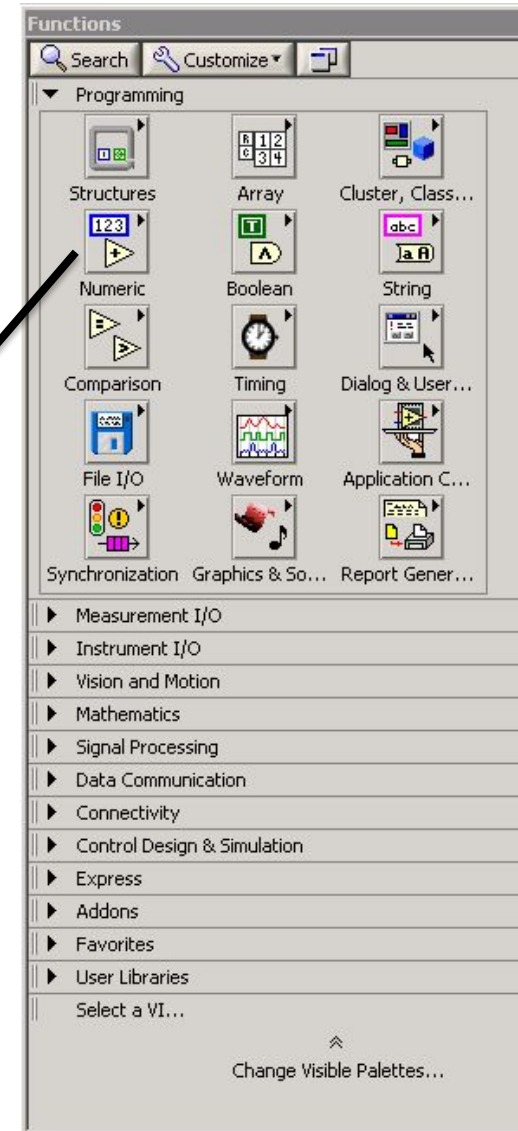 Functions
Search Customize
Programming
Structures Array Cluster, Class...
123 abc
Numeric Boolean String
Comparison Timing Dialog & User...
File I/O Waveform Application C...
Synchronization Graphics & So... Report Gener...
Measurement I/O
Instrument I/O
Vision and Motion
Mathematics
Signal Processing
Data Communication
Connectivity
Control Design & Simulation
Express
Addons
Favorites
User Libraries
Select a VI...
Change Visible Palettes...